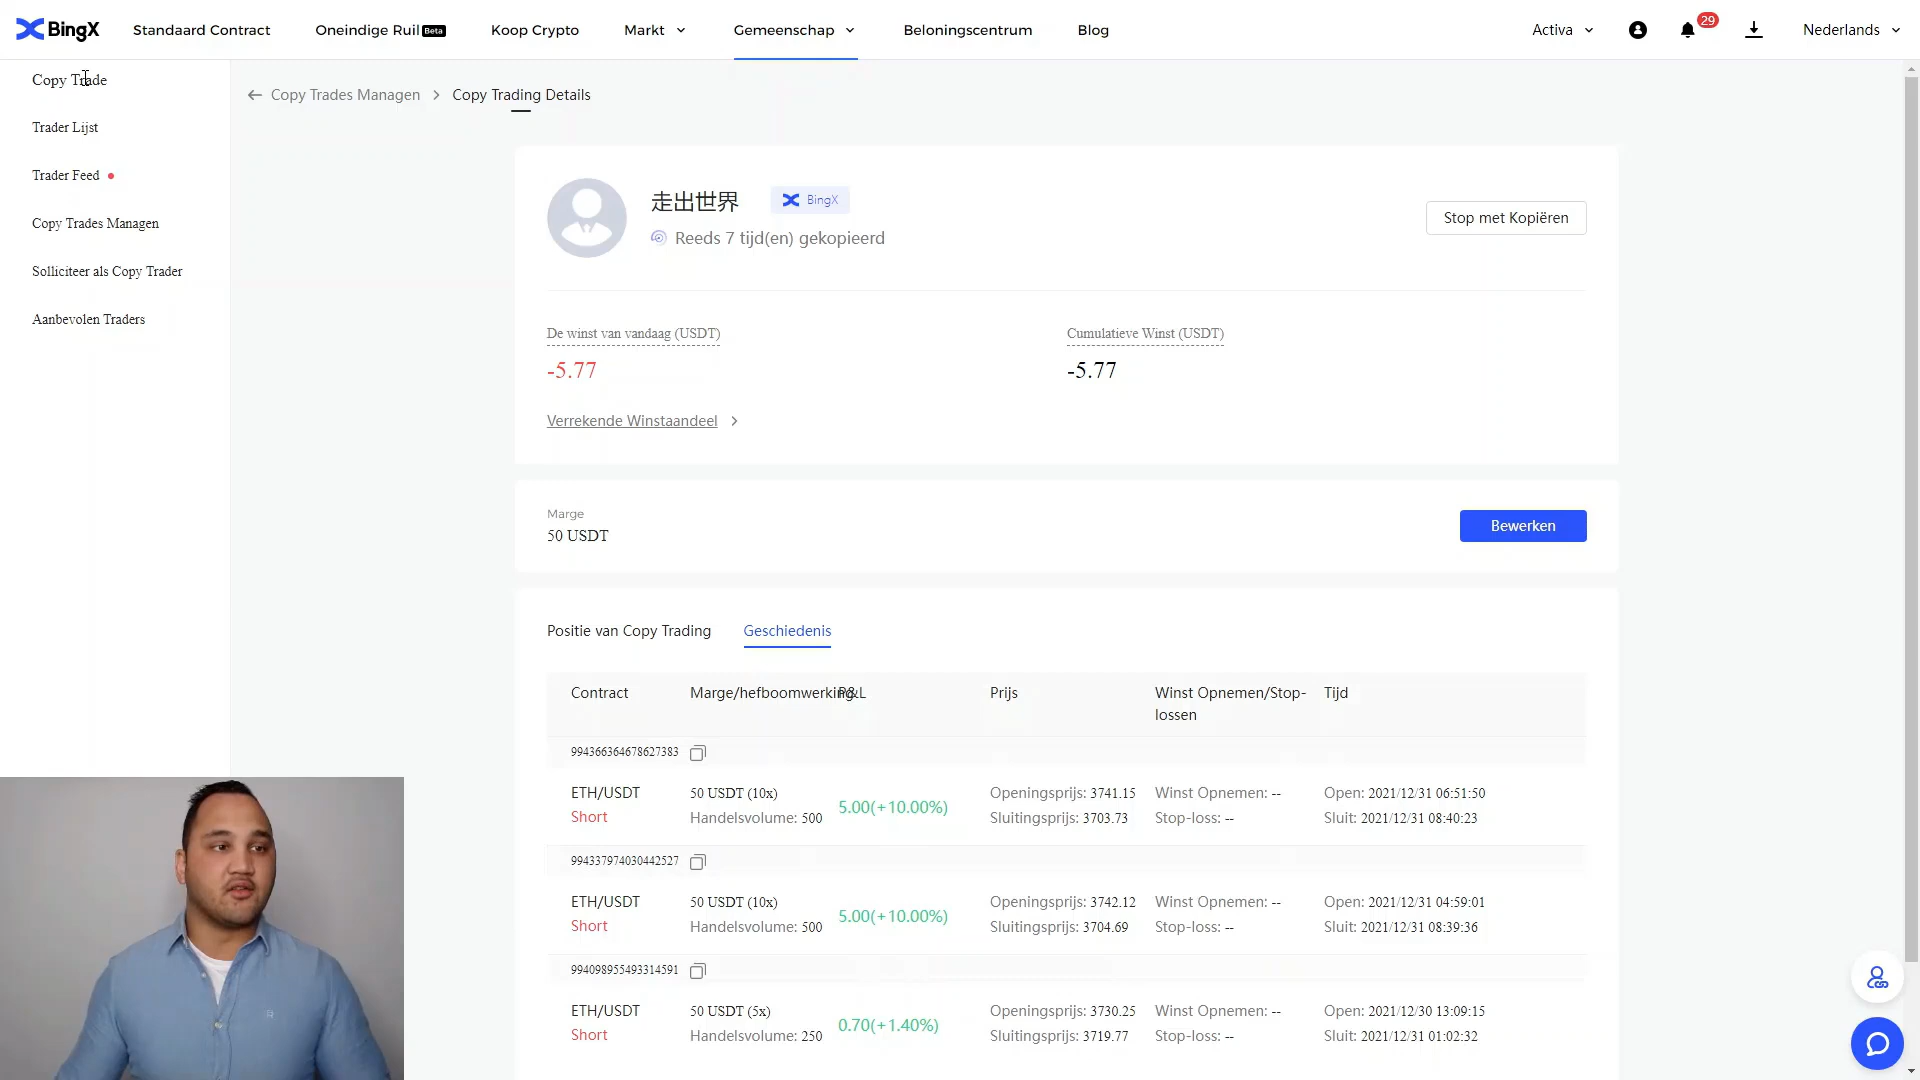 BingX Standaard Contract Oneindige Ruil Beta Koop Crypto Markt Gemeenschap Beloningscentrum Blog Activa 29 Nederlands
Copy Trade
Trader Lijst
Trader Feed
Copy Trades Managen
Solliciteer als Copy Trader
Aanbevolen Traders
Copy Trades Managen > Copy Trading Details
走出世界 BingX
Reeds 7 tijd(en) gekopieerd
Stop met Kopiëren
De winst van vandaag (USDT) Cumulatieve Winst (USDT)
-5.77 -5.77
Verrekende Winstaandeel >
Marge
50 USDT
Bewerken
Positie van Copy Trading Geschiedenis
Contract Marge/hefboomwerking P&L Prijs Winst Opnemen/Stop-lossen Tijd
994366364678627383
ETH/USDT 50 USDT (10x) 5.00(+10.00%) Openingsprijs: 3741.15 Winst Opnemen: -- Open: 2021/12/31 06:51:50
Short Handelsvolume: 500 Sluitingsprijs: 3703.73 Stop-loss: -- Sluit: 2021/12/31 08:40:23
994337974030442527
ETH/USDT 50 USDT (10x) 5.00(+10.00%) Openingsprijs: 3742.12 Winst Opnemen: -- Open: 2021/12/31 04:59:01
Short Handelsvolume: 500 Sluitingsprijs: 3704.69 Stop-loss: -- Sluit: 2021/12/31 08:39:36
994098955493314591
ETH/USDT 50 USDT (5x) 0.70(+1.40%) Openingsprijs: 3730.25 Winst Opnemen: -- Open: 2021/12/30 13:09:15
Short Handelsvolume: 250 Sluitingsprijs: 3719.77 Stop-loss: -- Sluit: 2021/12/31 01:02:32